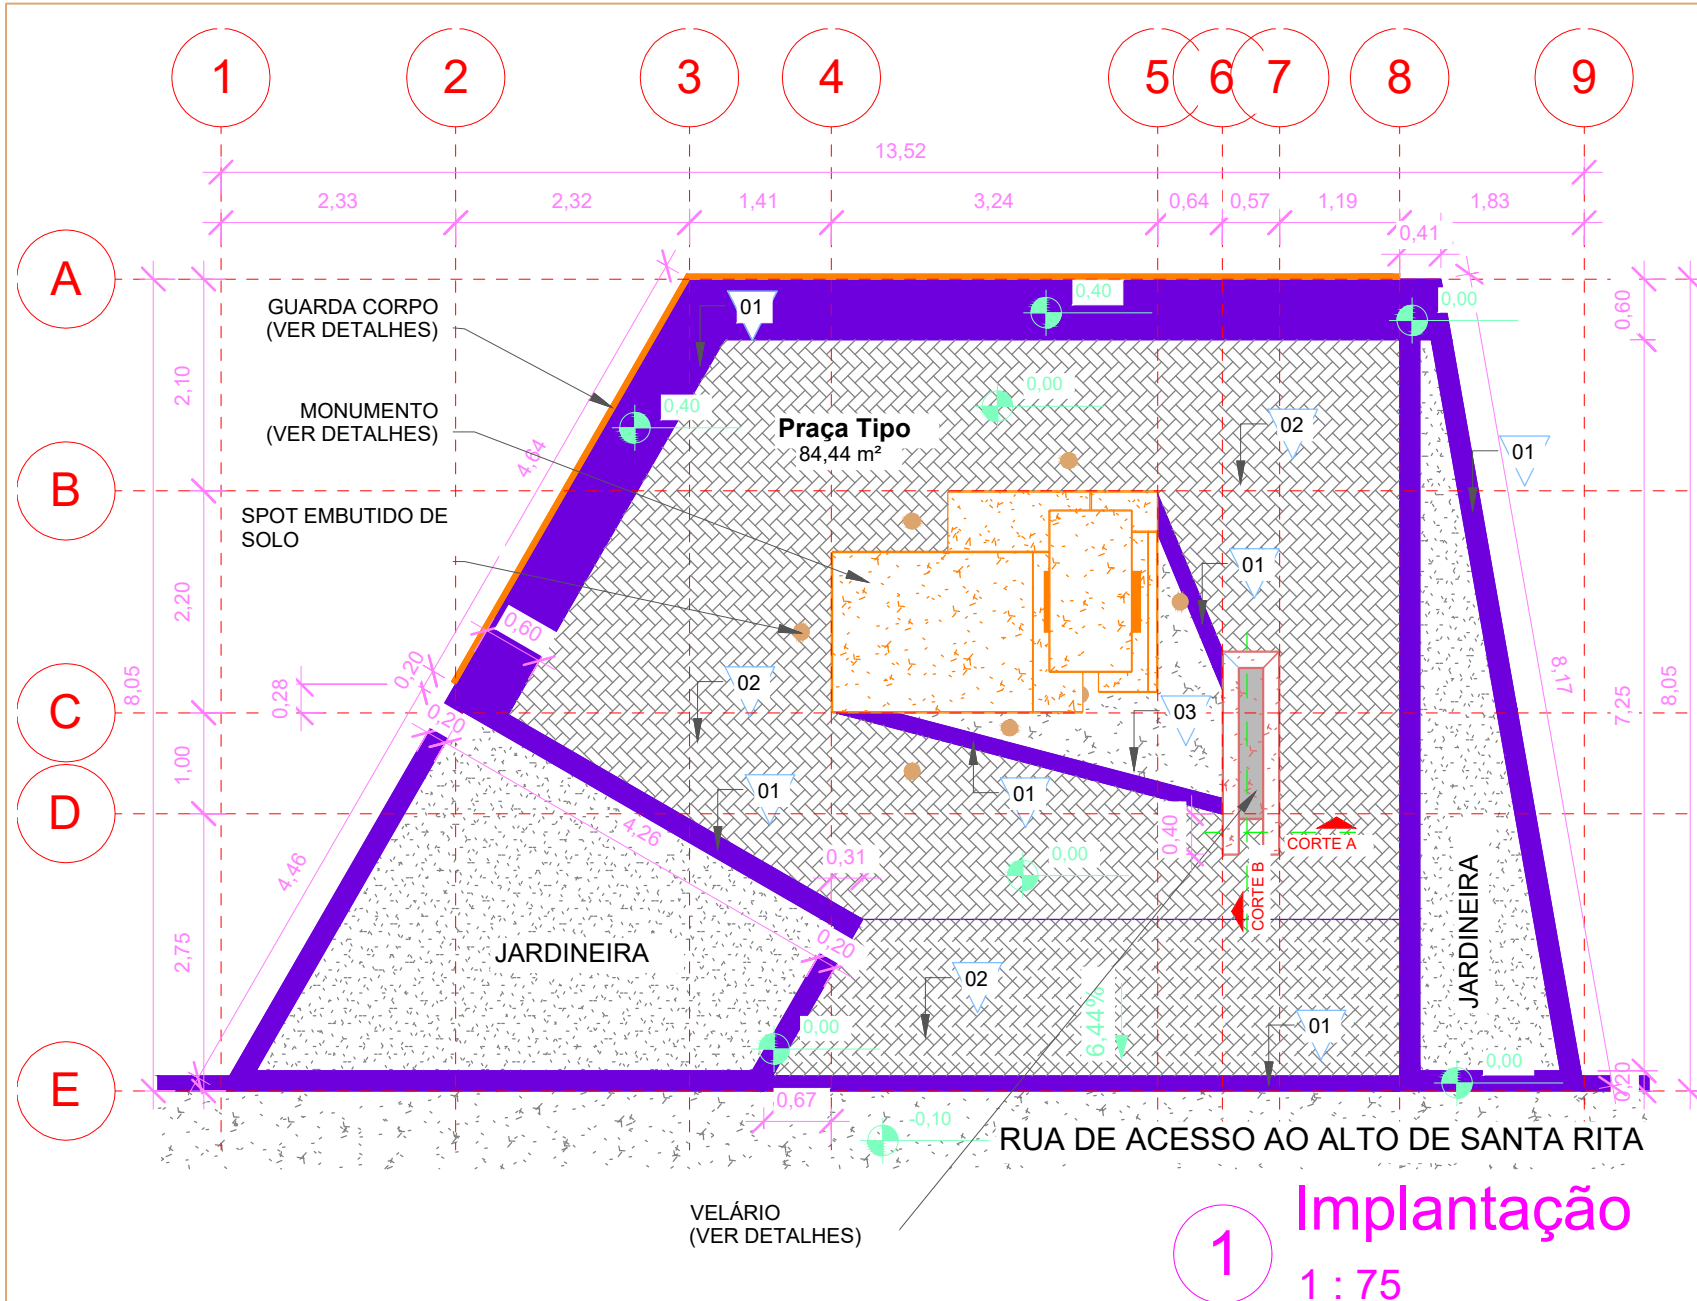 1 2 3 4 5 6 7 8 9
13,52
2,33 2,32 1,41 3,24 0,64 0,57 1,19 1,83
0,41
A
GUARDA CORPO
(VER DETALHES)
01
0,40
0,00
0,60
2,10
MONUMENTO
(VER DETALHES)
0,40
0,00
Praça Tipo
84,44 m²
02
01
4,64
B
SPOT EMBUTIDO DE
SOLO
01
2,20
0,60
8,05
0,28
0,20
0,20
02
03
8,17
7,25
8,05
C
1,00
01
01
D
4,26
0,40
CORTE A
4,46
0,31
0,00
CORTE B
JARDINEIRA
2,75
JARDINEIRA
0,20
02
6,44%
0,00
01
0,00
0,20
E
0,67
-0,10
RUA DE ACESSO AO ALTO DE SANTA RITA
VELÁRIO
(VER DETALHES)
1
Implantação
1 : 75